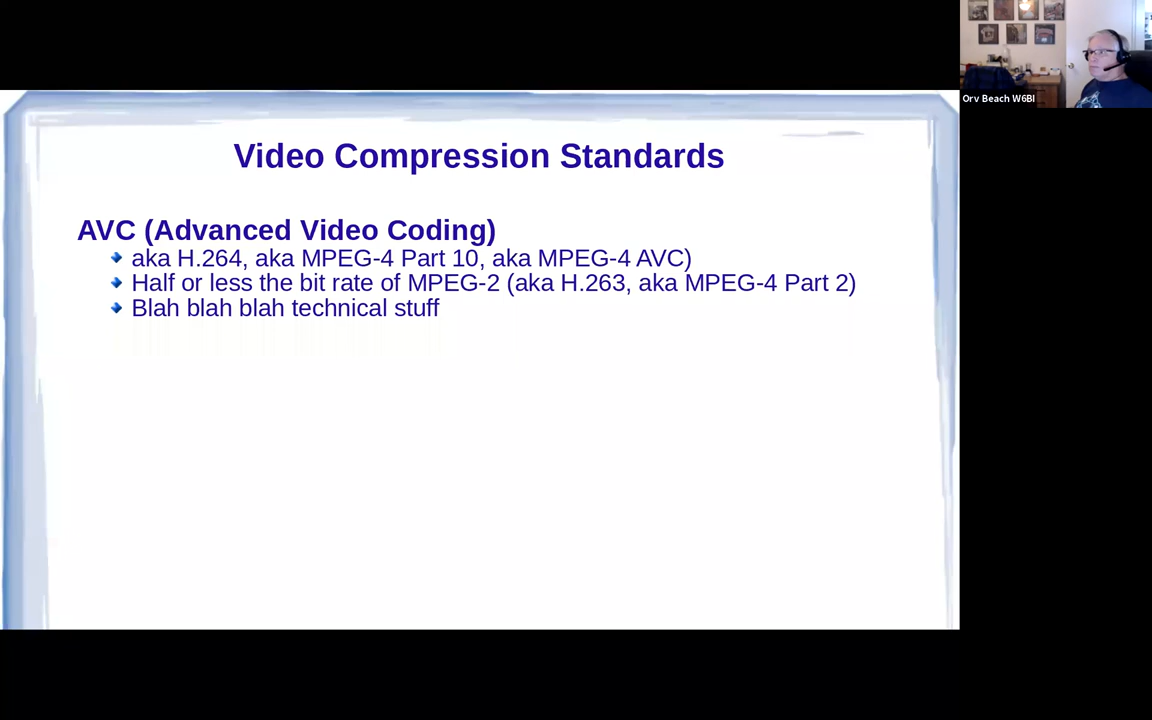 Video Compression Standards
AVC (Advanced Video Coding)
aka H.264, aka MPEG-4 Part 10, aka MPEG-4 AVC)
Half or less the bit rate of MPEG-2 (aka H.263, aka MPEG-4 Part 2)
Blah blah blah technical stuff
Orv Beach W6BI